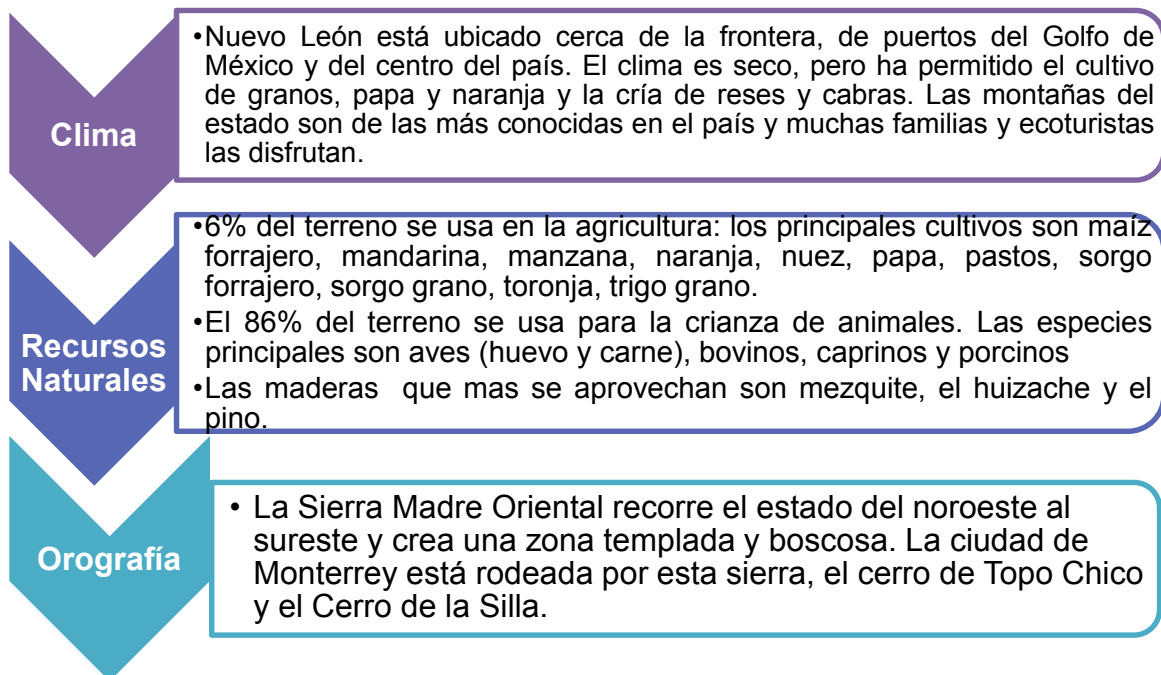 Clima
•Nuevo León está ubicado cerca de la frontera, de puertos del Golfo de
México y del centro del país. El clima es seco, pero ha permitido el cultivo
de granos, papa y naranja y la cría de reses y cabras. Las montañas del
estado son de las más conocidas en el país y muchas familias y ecoturistas
las disfrutan.
Recursos
Naturales
•6% del terreno se usa en la agricultura: los principales cultivos son maíz
forrajero, mandarina, manzana, naranja, nuez, papa, pastos, sorgo
forrajero, sorgo grano, toronja, trigo grano.
•El 86% del terreno se usa para la crianza de animales. Las especies
principales son aves (huevo y carne), bovinos, caprinos y porcinos
•Las maderas que mas se aprovechan son mezquite, el huizache y el
pino.
Orografía
• La Sierra Madre Oriental recorre el estado del noroeste al
sureste y crea una zona templada y boscosa. La ciudad de
Monterrey está rodeada por esta sierra, el cerro de Topo Chico
y el Cerro de la Silla.